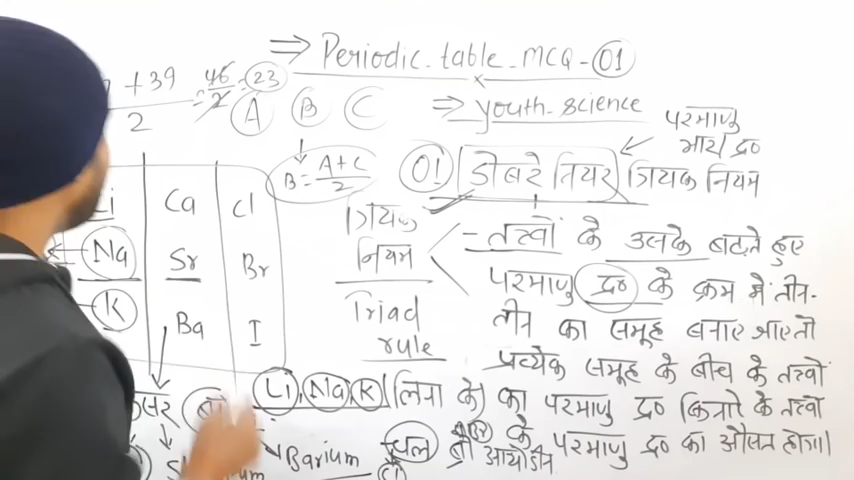 ⇒ Periodic table MCQ - 01
+ 39
2
= 46/2 = 23
A B C
⇒ youth science
B = A+C/2
01 डोबरे नियर त्रियक नियम
परमाणु
भार/द्र०
Li Ca Cl
Na Sr Br
K Ba I
त्रियक
नियम
Triad
rule
- तत्वों के उसके बढ़ते हुए
परमाणु द्र० के क्रम में तीन-
तीन का समूह बनाए जाए तो
प्रत्येक समूह के बीच के तत्वों
का परमाणु द्र० किनारे के तत्वों
के परमाणु द्र० का औसत होगा।
Li, Na, K लिना के
Barium
Cl
आयोडीन